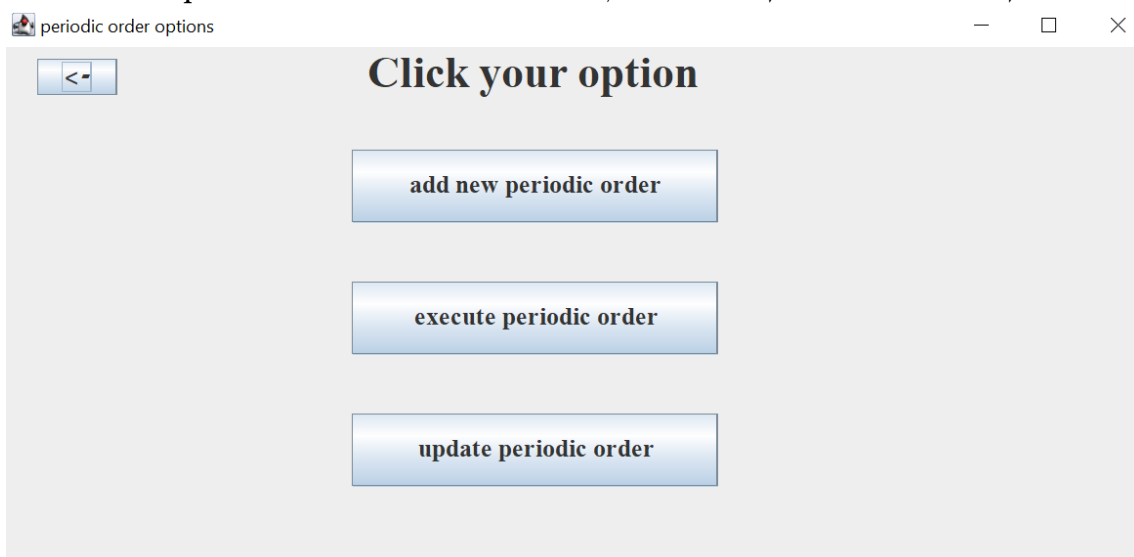 periodic order options
<-
Click your option
add new periodic order
execute periodic order
update periodic order